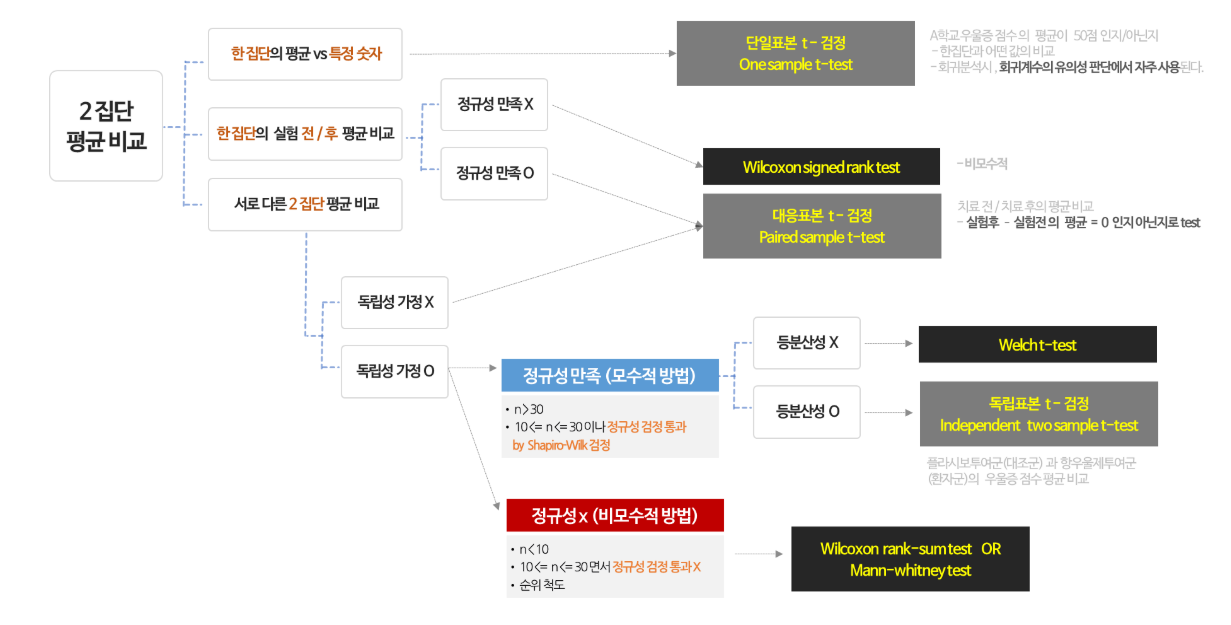 2 집단
평균 비교
한 집단의 평균 vs 특정 숫자
한 집단의 실험 전 / 후 평균 비교
서로 다른 2 집단 평균 비교
정규성 만족 X
정규성 만족 O
단일표본 t - 검정
One sample t-test
A학교 우울증 점수 의 평균이 50점 인지/아닌지
- 한집단과 어떤 값의 비교
- 회귀분석시 , 회귀계수의 유의성 판단에서 자주 사용된다.
Wilcoxon signed rank test
- 비모수적
대응표본 t - 검정
Paired sample t-test
치료 전 / 치료 후의 평균 비교
- 실험후 - 실험전 의 평균 = 0 인지 아닌지로 test
독립성 가정 X
독립성 가정 O
정규성 만족 (모수적 방법)
• n>30
• 10<= n<=30 이나 정규성 검정 통과
by Shapiro-Wilk 검정
등분산성 X
등분산성 O
Welch t-test
독립표본 t - 검정
Independent two sample t-test
플라시보투여군(대조군) 과 항우울제투여군
(환자군)의 우울증 점수 평균 비교
정규성 x (비모수적 방법)
• n<10
• 10<= n<=30 면서 정규성 검정 통과 X
• 순위 척도
Wilcoxon rank-sum test OR
Mann-whitney test